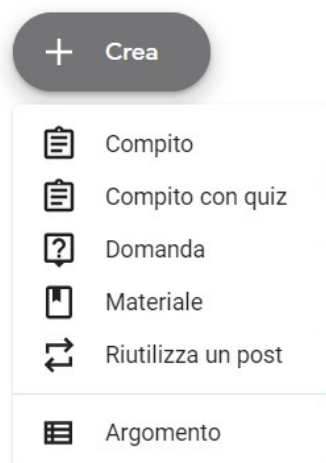 Crea
Compito
Compito con quiz
Domanda
Materiale
Riutilizza un post
Argomento